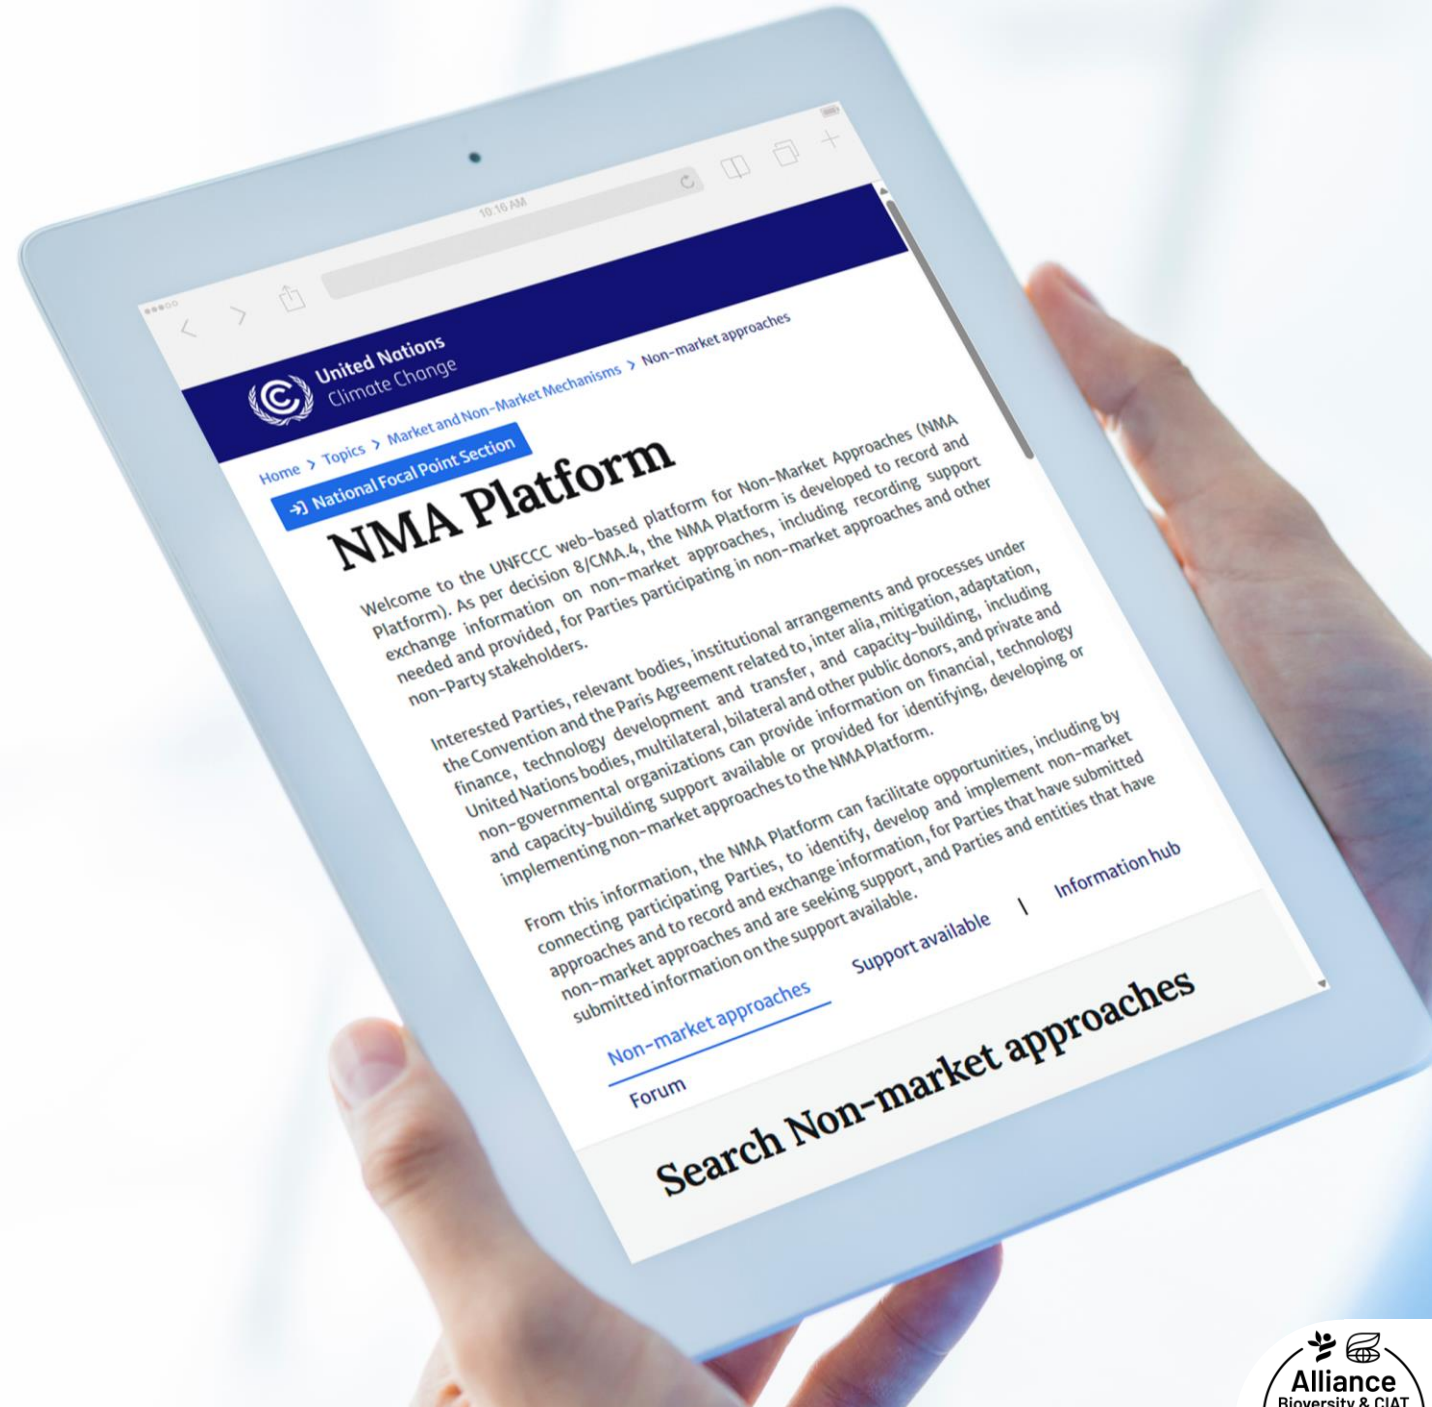 10:16 AM
United Nations
Climate Change
Home > Topics > Market and Non-Market Mechanisms > Non-market approaches
National Focal Point Section
NMA Platform
Welcome to the UNFCCC web-based platform for Non-Market Approaches (NMA
Platform). As per decision 8/CMA.4, the NMA Platform is developed to record and
exchange information on non-market approaches, including recording support
needed and provided, for Parties participating in non-market approaches and other
non-Party stakeholders.
Interested Parties, relevant bodies, institutional arrangements and processes under
the Convention and the Paris Agreement related to, inter alia, mitigation, adaptation,
finance, technology development and transfer, and capacity-building, including
United Nations bodies, multilateral, bilateral and other public donors, and private and
non-governmental organizations can provide information on financial, technology
and capacity-building support available or provided for identifying, developing or
implementing non-market approaches to the NMA Platform.
From this information, the NMA Platform can facilitate opportunities, including by
connecting participating Parties, to identify, develop and implement non-market
approaches and to record and exchange information, for Parties that have submitted
non-market approaches and are seeking support, and Parties and entities that have
submitted information on the support available.
Non-market approaches Support available | Information hub
Forum
Search Non-market approaches
Alliance
Bioversity & CIAT